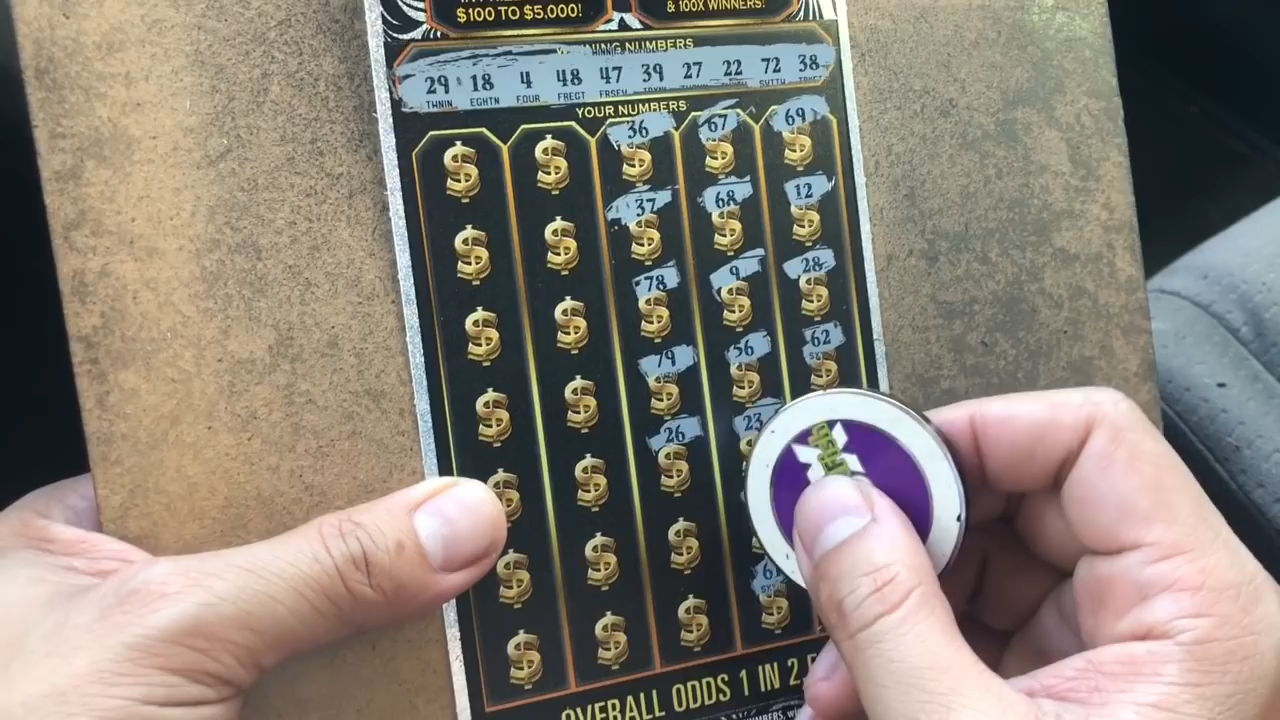 $100 TO $5,000!
& 100X WINNERS!
WINNING NUMBERS
29 18 4 48 47 39 27 22 72 38
TWNIN EGHTN FOUR FREGT FRSEV
YOUR NUMBERS
36 67 69
37 68 12
78 9 28
79 56 62
26 23
OVERALL ODDS 1 IN 2.